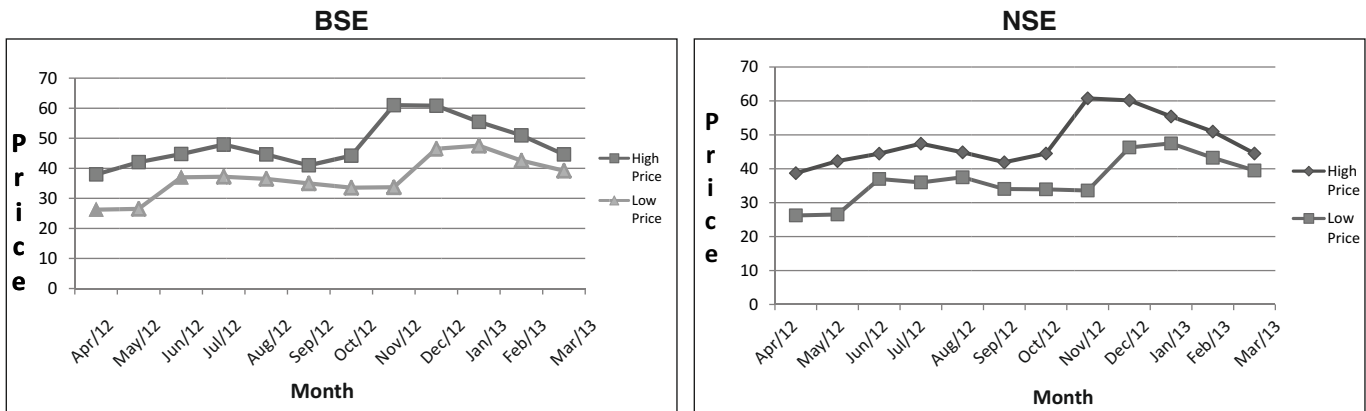 BSE
70
60
50
40
30
20
10
0
Price
High
Price
Low
Price
Apr/12
May/12
Jun/12
Jul/12
Aug/12
Sep/12
Oct/12
Nov/12
Dec/12
Jan/13
Feb/13
Mar/13
Month
NSE
70
60
50
40
30
20
10
0
Price
High
Price
Low
Price
Apr/12
May/12
Jun/12
Jul/12
Aug/12
Sep/12
Oct/12
Nov/12
Dec/12
Jan/13
Feb/13
Mar/13
Month